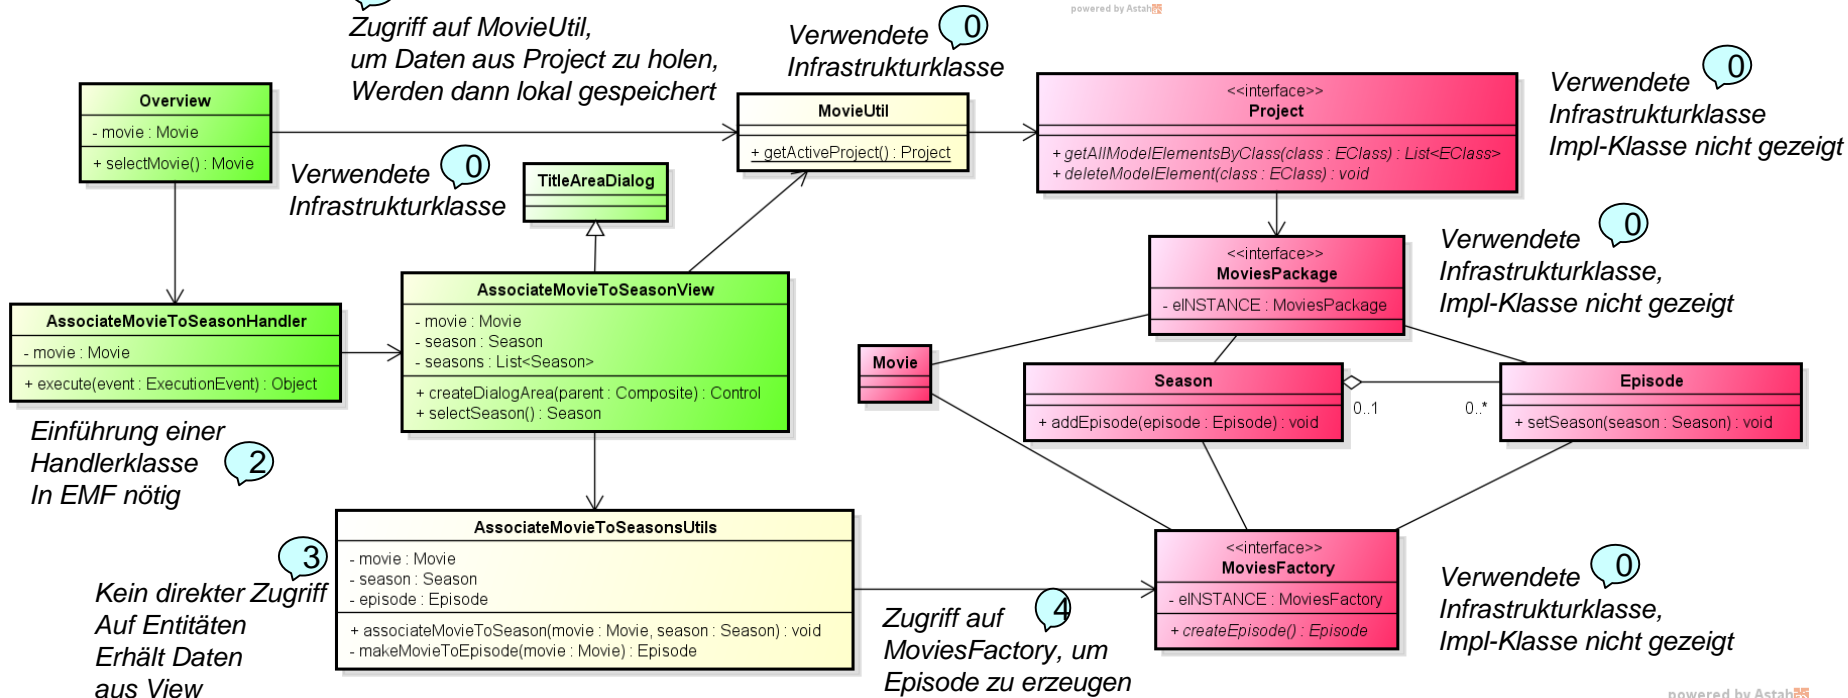 powered by Astah
Zugriff auf MovieUtil,
um Daten aus Project zu holen,
Werden dann lokal gespeichert
Verwendete 0
Infrastrukturklasse
Overview
- movie : Movie
+ selectMovie() : Movie
MovieUtil
+ getActiveProject() : Project
<<interface>>
Project
+ getAllModelElementsByClass(class : EClass) : List<EClass>
+ deleteModelElement(class : EClass) : void
Verwendete 0
Infrastrukturklasse
Impl-Klasse nicht gezeigt
Verwendete 0
Infrastrukturklasse
TitleAreaDialog
<<interface>>
MoviesPackage
- eINSTANCE : MoviesPackage
Verwendete 0
Infrastrukturklasse,
Impl-Klasse nicht gezeigt
AssociateMovieToSeasonHandler
- movie : Movie
+ execute(event : ExecutionEvent) : Object
AssociateMovieToSeasonView
- movie : Movie
- season : Season
- seasons : List<Season>
+ createDialogArea(parent : Composite) : Control
+ selectSeason() : Season
Movie
Season
+ addEpisode(episode : Episode) : void
0..1
0..*
Episode
+ setSeason(season : Season) : void
Einführung einer
Handlerklasse 2
In EMF nötig
AssociateMovieToSeasonsUtils
- movie : Movie
- season : Season
- episode : Episode
+ associateMovieToSeason(movie : Movie, season : Season) : void
- makeMovieToEpisode(movie : Movie) : Episode
3
Kein direkter Zugriff
Auf Entitäten
Erhält Daten
aus View
Zugriff auf 4
MoviesFactory, um
Episode zu erzeugen
<<interface>>
MoviesFactory
- eINSTANCE : MoviesFactory
+ createEpisode() : Episode
Verwendete 0
Infrastrukturklasse,
Impl-Klasse nicht gezeigt
powered by Astah